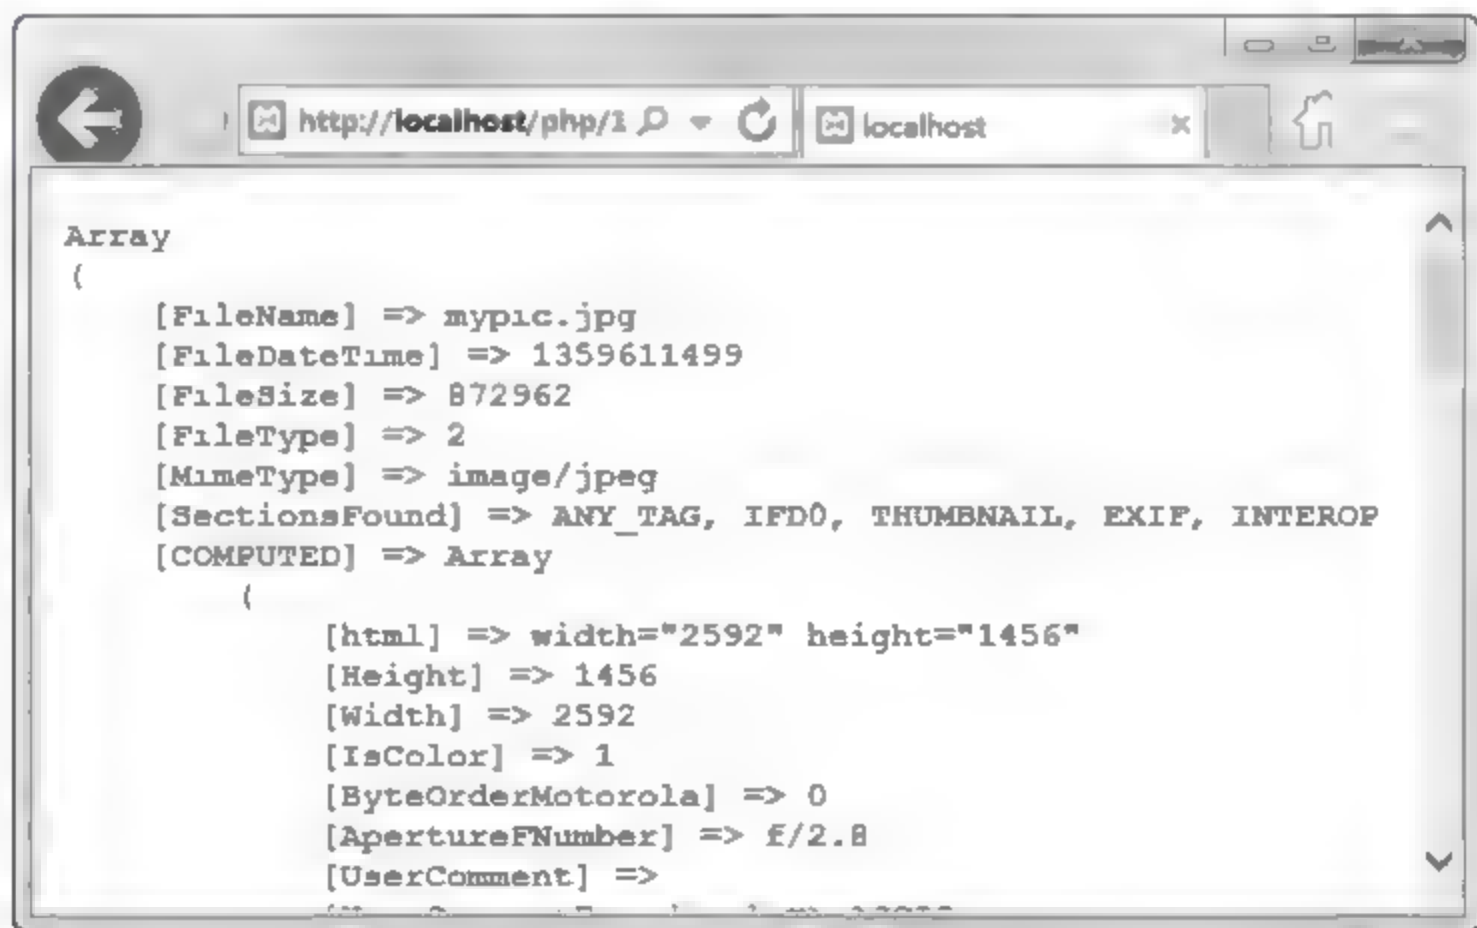 http://localhost/php/1
localhost
Array
(
[FileName] => mypic.jpg
[FileDateTime] => 1359611499
[FileSize] => 872962
[FileType] => 2
[MimeType] => image/jpeg
[SectionsFound] => ANY_TAG, IFD0, THUMBNAIL, EXIF, INTEROP
[COMPUTED] => Array
(
[html] => width="2592" height="1456"
[Height] => 1456
[Width] => 2592
[IsColor] => 1
[ByteOrderMotorola] => 0
[ApertureFNumber] => f/2.8
[UserComment] =>